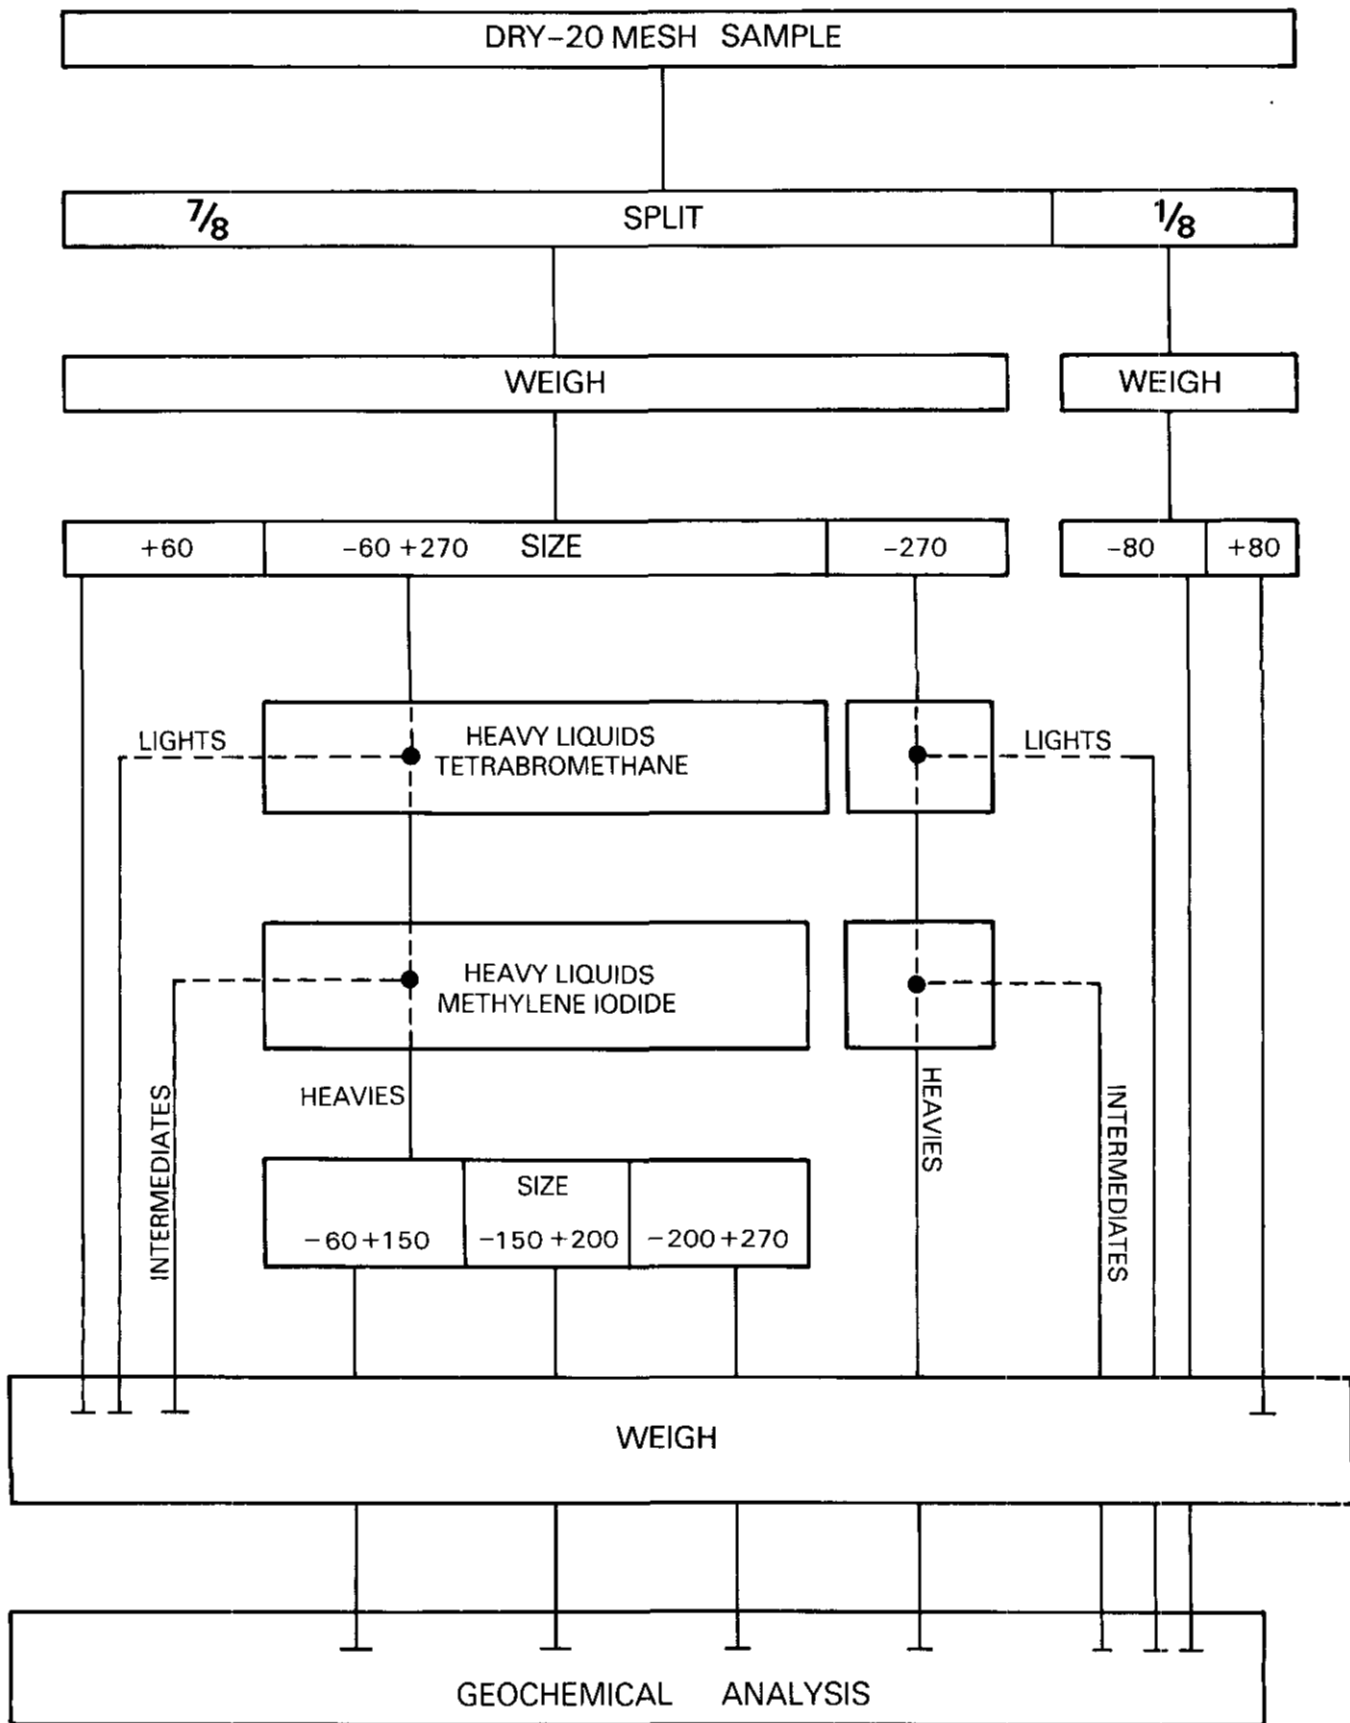 DRY-20 MESH SAMPLE
7/8 SPLIT 1/8
WEIGH WEIGH
+60 -60 +270 SIZE -270 -80 +80
LIGHTS HEAVY LIQUIDS LIGHTS
TETRABROMETHANE
HEAVY LIQUIDS
METHYLENE IODIDE
INTERMEDIATES HEAVIES HEAVIES INTERMEDIATES
SIZE
-60+150 -150+200 -200+270
WEIGH
GEOCHEMICAL ANALYSIS